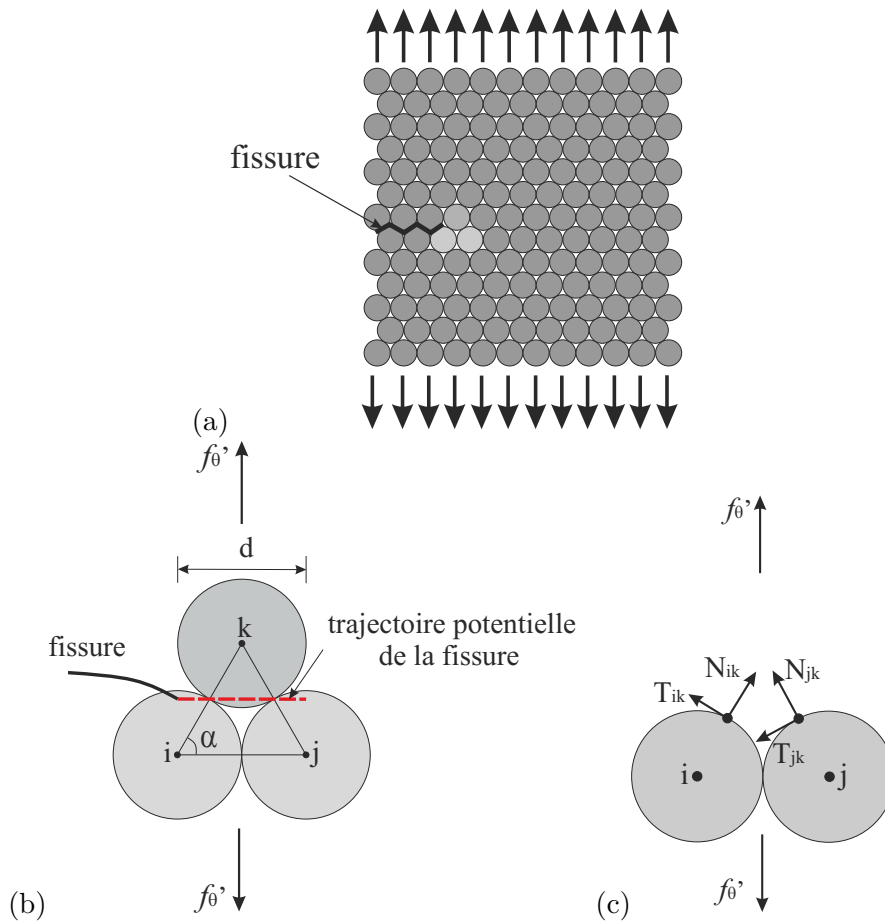 fissure
(a)
fθ'
d
k
fissure
trajectoire potentielle
de la fissure
i
α
j
fθ'
(b)
fθ'
Nik
Njk
Tik
Tjk
i
j
fθ'
(c)